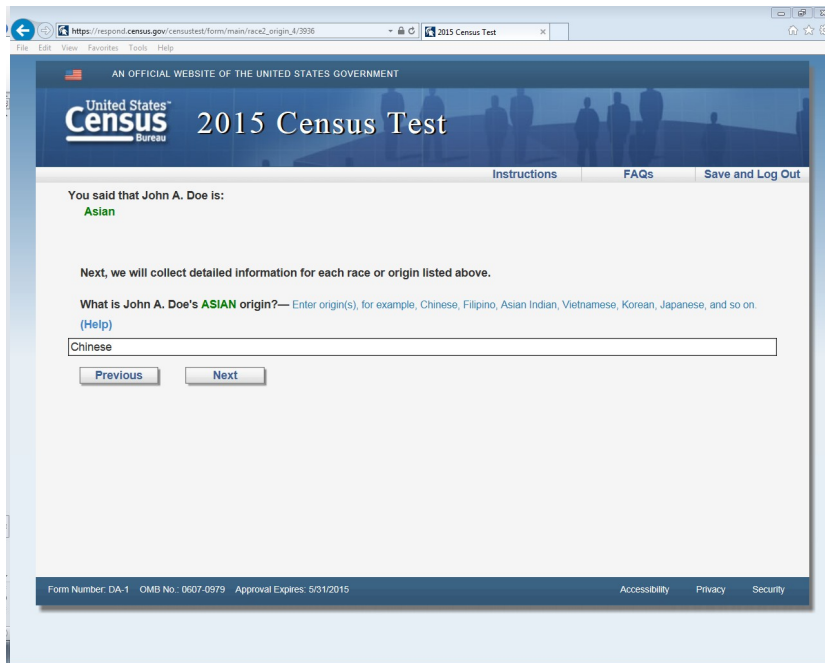 https://respond.census.gov/censustest/form/main/race2_origin_4/3936
2015 Census Test
File Edit View Favorites Tools Help
AN OFFICIAL WEBSITE OF THE UNITED STATES GOVERNMENT
United States™
Census
Bureau
2015 Census Test
Instructions FAQs Save and Log Out
You said that John A. Doe is:
Asian
Next, we will collect detailed information for each race or origin listed above.
What is John A. Doe's ASIAN origin?— Enter origin(s), for example, Chinese, Filipino, Asian Indian, Vietnamese, Korean, Japanese, and so on.
(Help)
Chinese
Previous Next
Form Number: DA-1 OMB No.: 0607-0979 Approval Expires: 5/31/2015 Accessibility Privacy Security